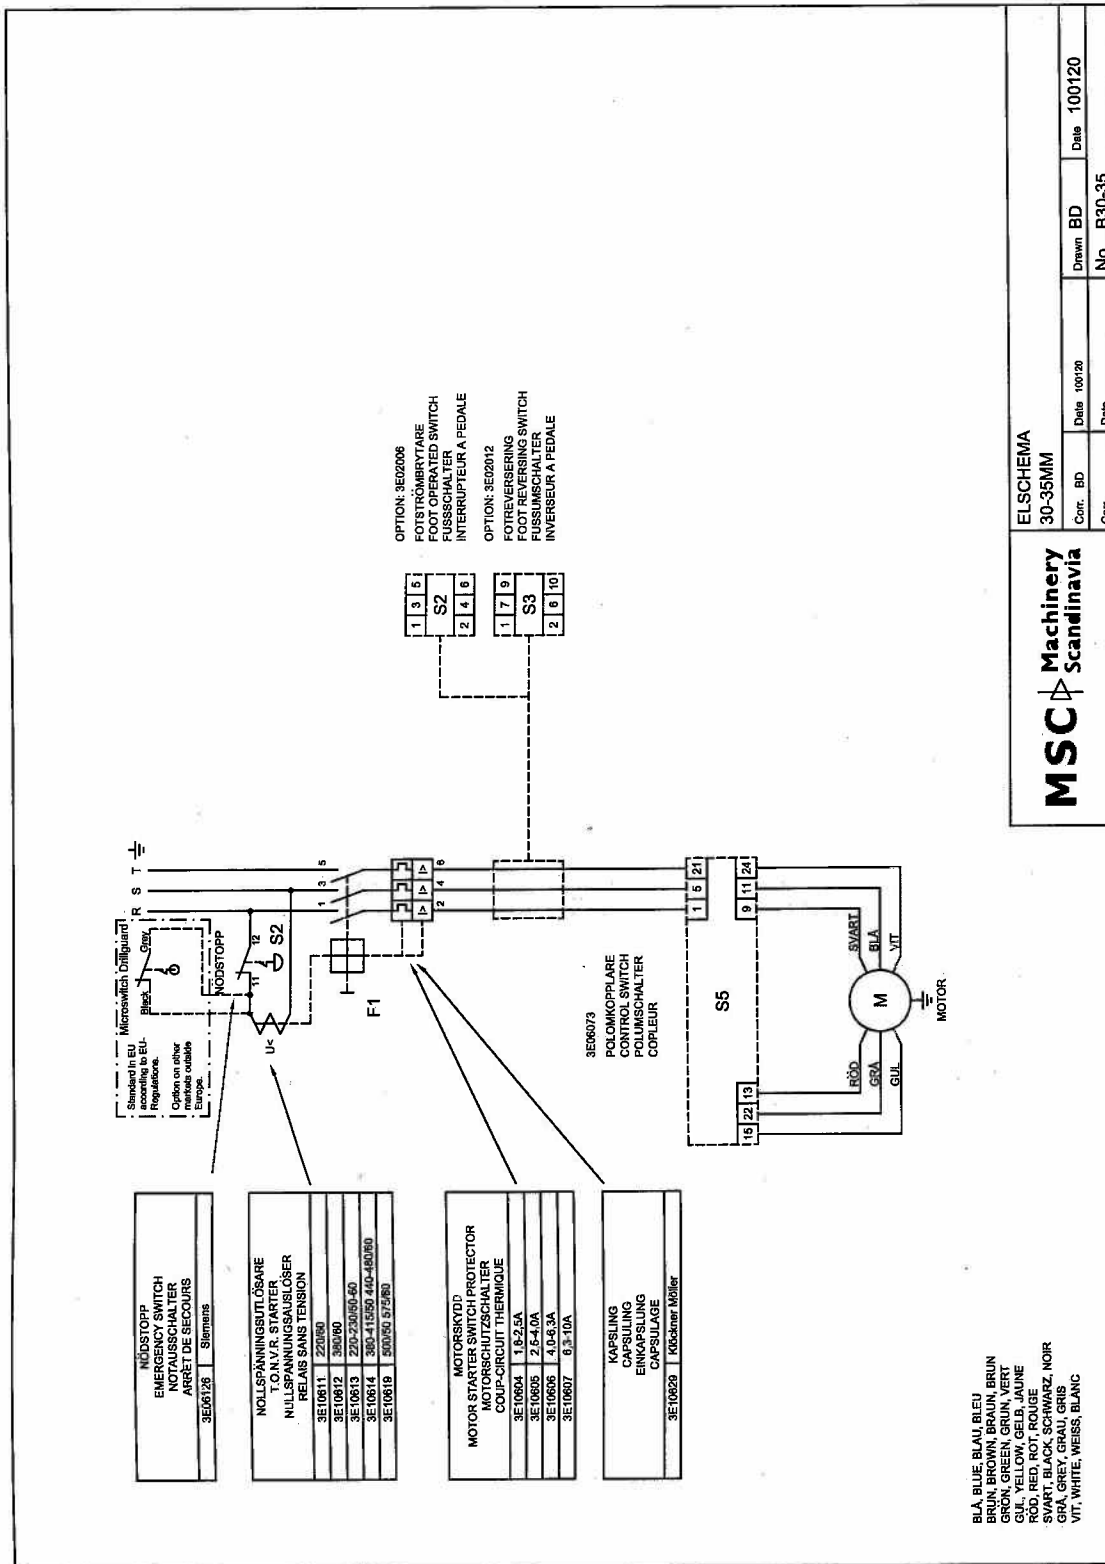 NÖDSTOPP
EMERGENCY SWITCH
NOTAUSSCHALTER
ARRÊT DE SECOURS
3E06126 Siemens
NOLLSPÄNNINGSUTLÖSARE
T.O.N.V.R. STARTER
NULLSPANNUNGSAUSLÖSER
RELAIS SANS TENSION
3E10611 220/60
3E10612 380/60
3E10613 220-230/50-60
3E10614 380-415/50 440-480/60
3E10619 500/50 575/60
MOTORSKYDD
MOTOR STARTER SWITCH PROTECTOR
MOTORSCHUTZSCHALTER
COUP-CIRCUIT THERMIQUE
3E10604 1,6-2,5A
3E10605 2,5-4,0A
3E10606 4,0-6,3A
3E10607 6,3-10A
KAPSLING
CAPSULING
EINKAPSLUNG
CAPSULAGE
3E10629 Klöckner Möller
Standard in EU
according to EU-
Regulations.
Option on other
markets outside
Europe.
Microswitch Drillguard
Black Grey
NÖDSTOPP
11 12
S2
U<
R S T
F1
1 3 5
I> I> I>
2 4 6
OPTION: 3E02006
FOTSTRÖMBRYTARE
FOOT OPERATED SWITCH
FUSSSCHALTER
INTERRUPTEUR A PEDALE
1 3 5
S2
2 4 6
OPTION: 3E02012
FOTREVERSERING
FOOT REVERSING SWITCH
FUSSUMSCHALTER
INVERSEUR A PEDALE
1 7 9
S3
2 6 10
3E06073
POLOMKOPPLARE
CONTROL SWITCH
POLUMSCHALTER
COPLEUR
1 5 21
S5
15 22 13 9 11 24
RÖD
GRÅ
GUL
SVART
BLÅ
VIT
M
MOTOR
BLÅ, BLUE, BLAU, BLEU
BRUN, BROWN, BRAUN, BRUN
GRÖN, GREEN, GRUN, VERT
GUL, YELLOW, GELB, JAUNE
RÖD, RED, ROT, ROUGE
SVART, BLACK, SCHWARZ, NOIR
GRÅ, GREY, GRAU, GRIS
VIT, WHITE, WEISS, BLANC
MSC Machinery
Scandinavia
ELSCHEMA
30-35MM
Corr. BD Date 100120 Drawn BD Date 100120
Corr. Date No B30-35